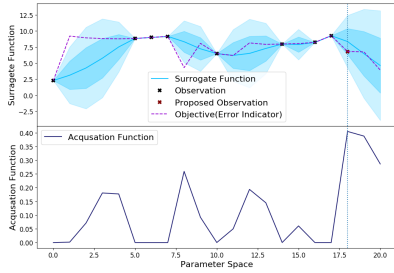 12.5
10.0
7.5
5.0
2.5
0.0
−2.5
Surragete Function
Surrogate Function
Observation
Proposed Observation
Objective(Error Indicator)
Acqusation Function
0.40
0.35
0.30
0.25
0.20
0.15
0.10
0.05
0.00
Acqusation Function
0.0 2.5 5.0 7.5 10.0 12.5 15.0 17.5 20.0
Parameter Space